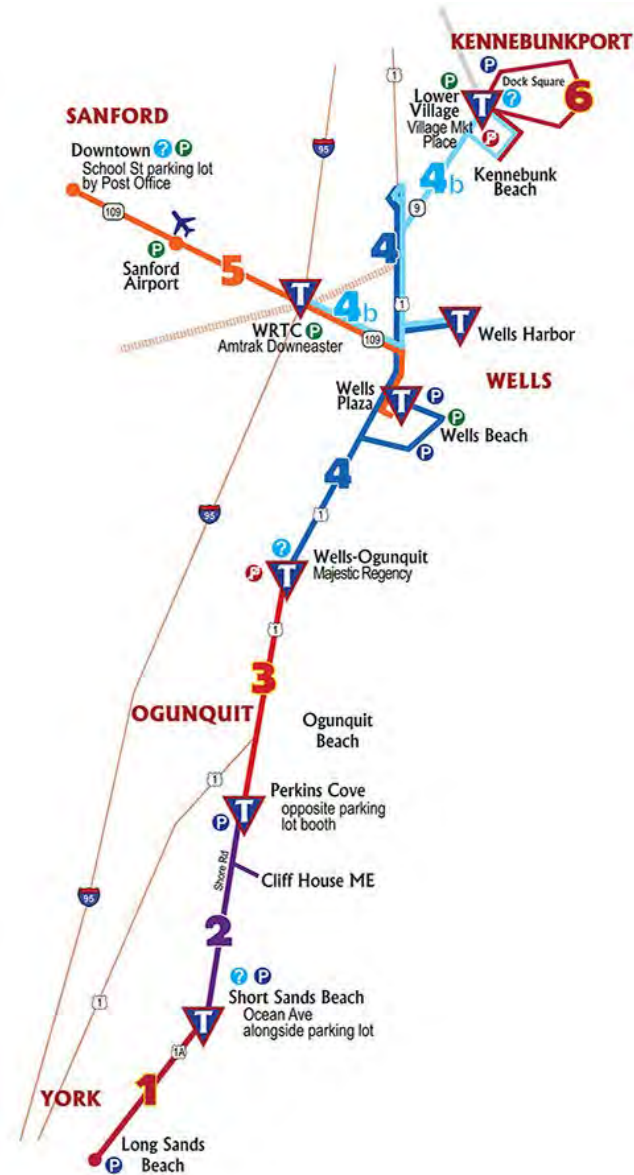 KENNEBUNKPORT
P
1
P
Dock Square
Lower
Village
T
?
6
Village Mkt
Place
P
Kennebunk
Beach
SANFORD
Downtown ? P
School St parking lot
by Post Office
95
109
4b
9
4
P
Sanford
Airport
5
T
4b
1
WRTC P
Amtrak Downeaster
109
T
Wells Harbor
WELLS
Wells
Plaza
T
P
P
Wells Beach
P
4
95
1
?
Wells-Ogunquit
Majestic Regency
P
T
1
3
OGUNQUIT
Ogunquit
Beach
1
Perkins Cove
opposite parking
lot booth
P
T
Shore Rd
Cliff House ME
95
2
? P
Short Sands Beach
Ocean Ave
alongside parking lot
T
1
1A
YORK
1
Long Sands
Beach
P